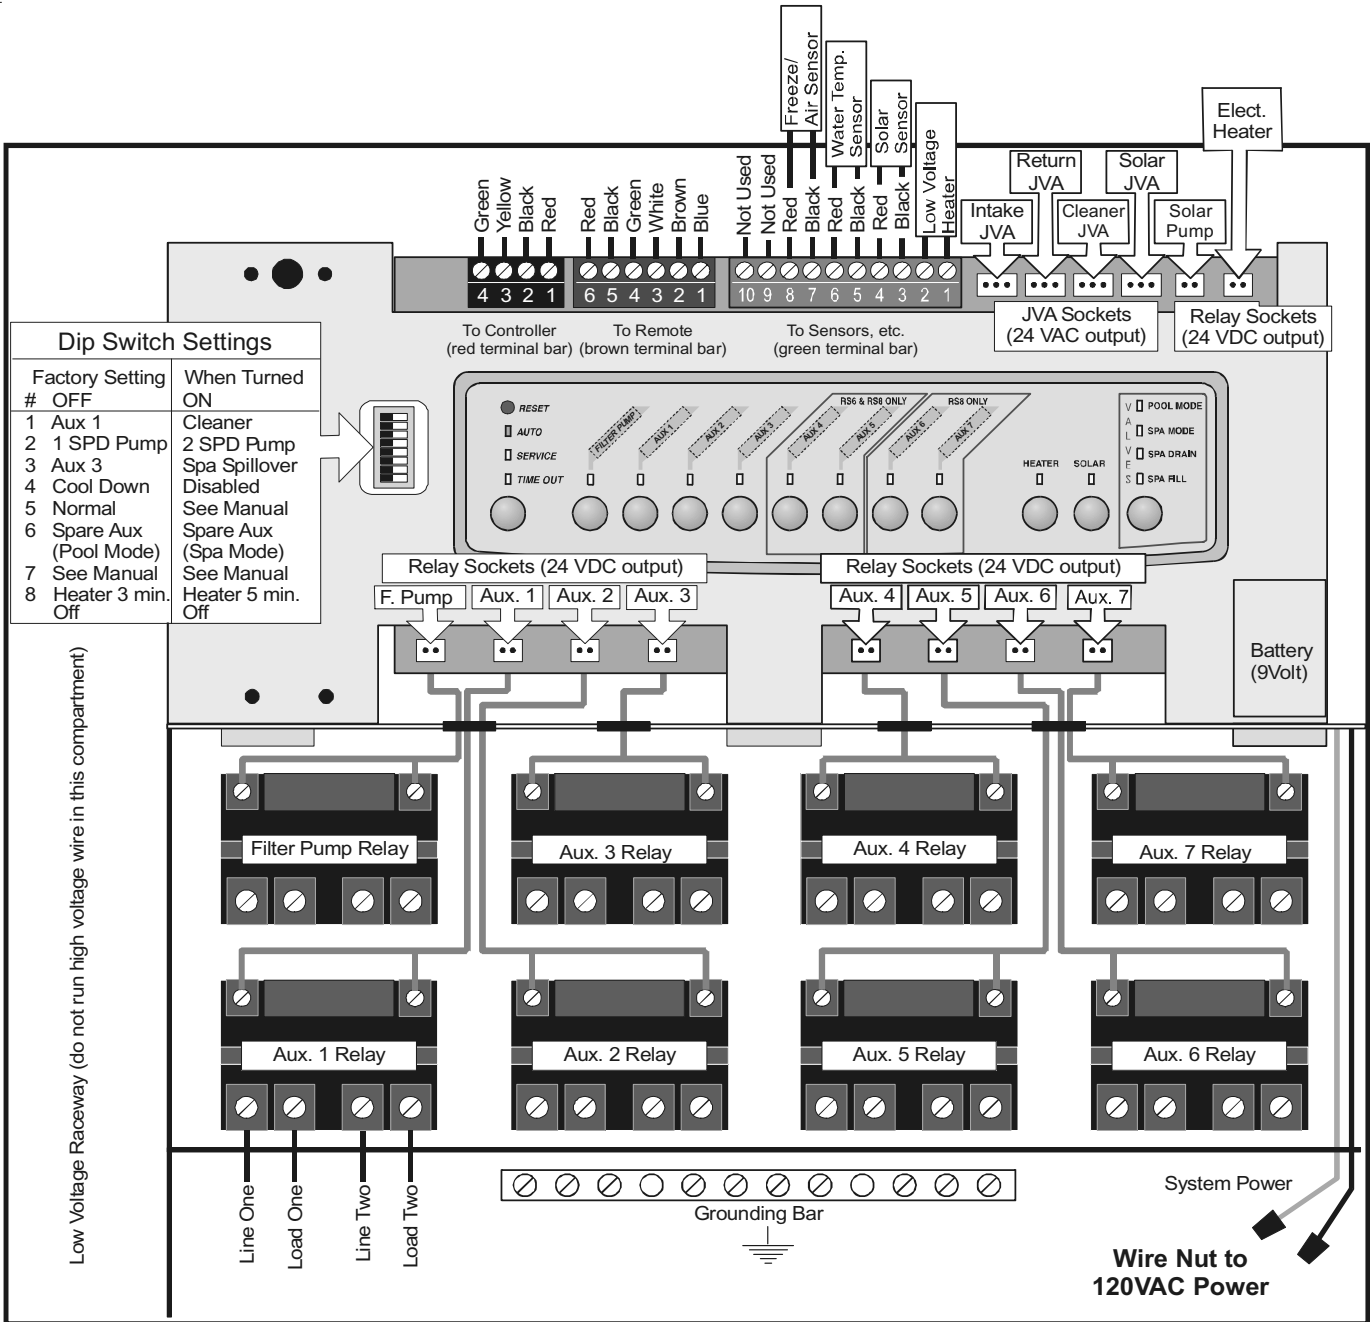 Freeze/
Air Sensor
Water Temp.
Sensor
Solar
Sensor
Low Voltage
Heater
Elect.
Heater
Green
Yellow
Black
Red
Red
Black
Green
White
Brown
Blue
Not Used
Not Used
Red
Black
Red
Black
Red
Black
Intake
JVA
Return
JVA
Cleaner
JVA
Solar
JVA
Solar
Pump
4 3 2 1
6 5 4 3 2 1
10 9 8 7 6 5 4 3 2 1
To Controller
(red terminal bar)
To Remote
(brown terminal bar)
To Sensors, etc.
(green terminal bar)
JVA Sockets
(24 VAC output)
Relay Sockets
(24 VDC output)
Dip Switch Settings
Factory Setting When Turned
# OFF ON
1 Aux 1 Cleaner
2 1 SPD Pump 2 SPD Pump
3 Aux 3 Spa Spillover
4 Cool Down Disabled
5 Normal See Manual
6 Spare Aux Spare Aux
(Pool Mode) (Spa Mode)
7 See Manual See Manual
8 Heater 3 min. Heater 5 min.
Off Off
RESET
AUTO
SERVICE
TIME OUT
FILTER PUMP
AUX 1
AUX 2
AUX 3
RS6 & RS8 ONLY
AUX 4
AUX 5
RS8 ONLY
AUX 6
AUX 7
HEATER
SOLAR
VALVES
POOL MODE
SPA MODE
SPA DRAIN
SPA FILL
Relay Sockets (24 VDC output)
F. Pump Aux. 1 Aux. 2 Aux. 3
Relay Sockets (24 VDC output)
Aux. 4 Aux. 5 Aux. 6 Aux. 7
Battery
(9Volt)
Low Voltage Raceway (do not run high voltage wire in this compartment)
Filter Pump Relay
Aux. 3 Relay
Aux. 4 Relay
Aux. 7 Relay
Aux. 1 Relay
Aux. 2 Relay
Aux. 5 Relay
Aux. 6 Relay
Line One
Load One
Line Two
Load Two
Grounding Bar
System Power
Wire Nut to
120VAC Power